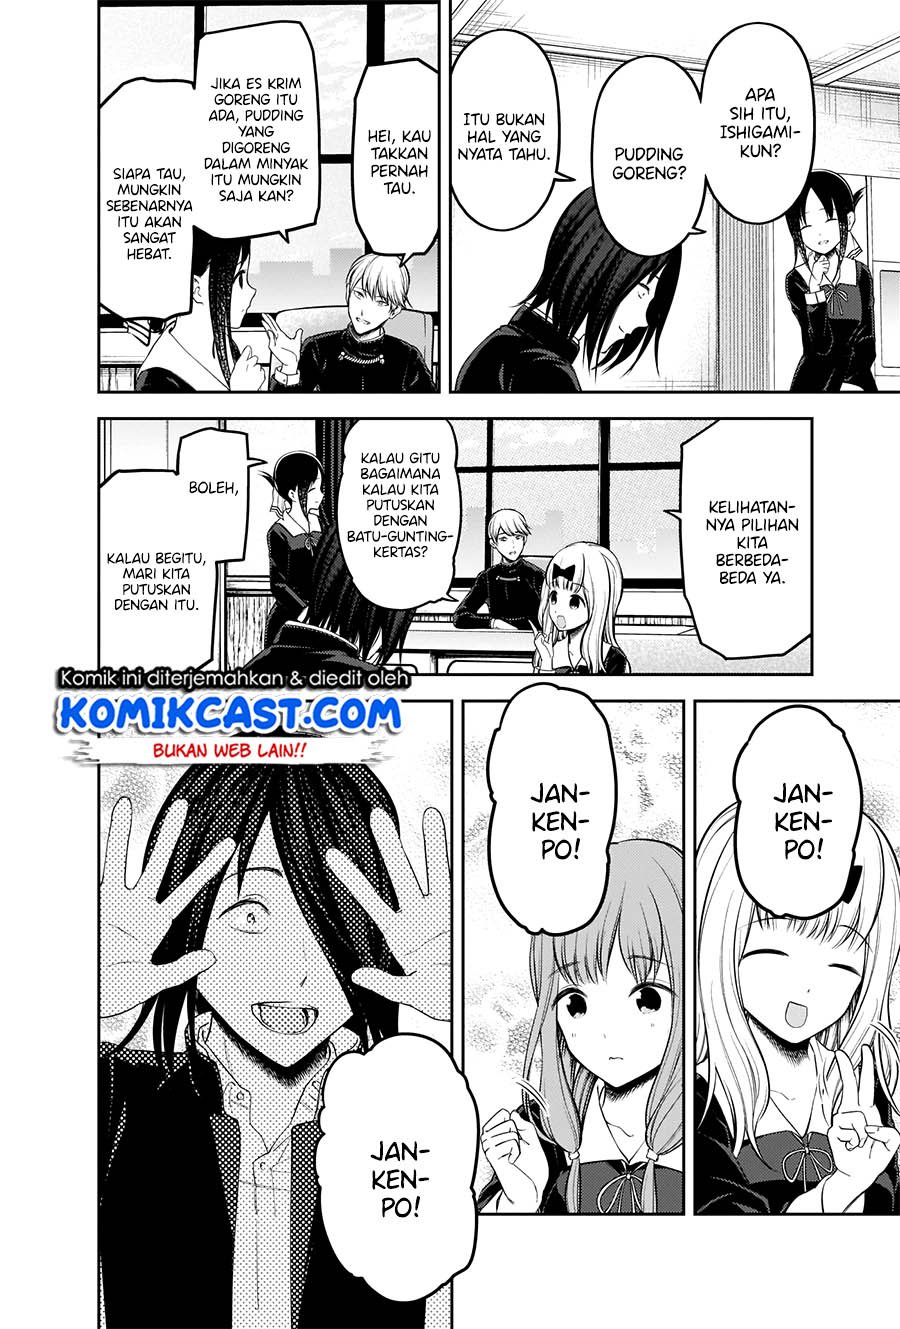 APA
SIH ITU,
ISHIGAMI-
KUN?
PUDDING
GORENG?
ITU BUKAN
HAL YANG
NYATA TAHU.
HEI, KAU
TAKKAN
PERNAH
TAU.
JIKA ES KRIM
GORENG ITU
ADA, PUDDING
YANG
DIGORENG
DALAM MINYAK
ITU MUNGKIN
SAJA KAN?
SIAPA TAU,
MUNGKIN
SEBENARNYA
ITU AKAN
SANGAT
HEBAT.
KELIHATAN-
NYA PILIHAN
KITA
BERBEDA-
BEDA YA.
KALAU GITU
BAGAIMANA
KALAU KITA
PUTUSKAN
DENGAN
BATU-GUNTING-
KERTAS?
BOLEH,
KALAU BEGITU,
MARI KITA
PUTUSKAN
DENGAN ITU.
Komik ini diterjemahkan & diedit oleh
KOMIKCAST.COM
BUKAN WEB LAIN!!
JAN-
KEN-
PO!
JAN-
KEN-
PO!
JAN-
KEN-
PO!